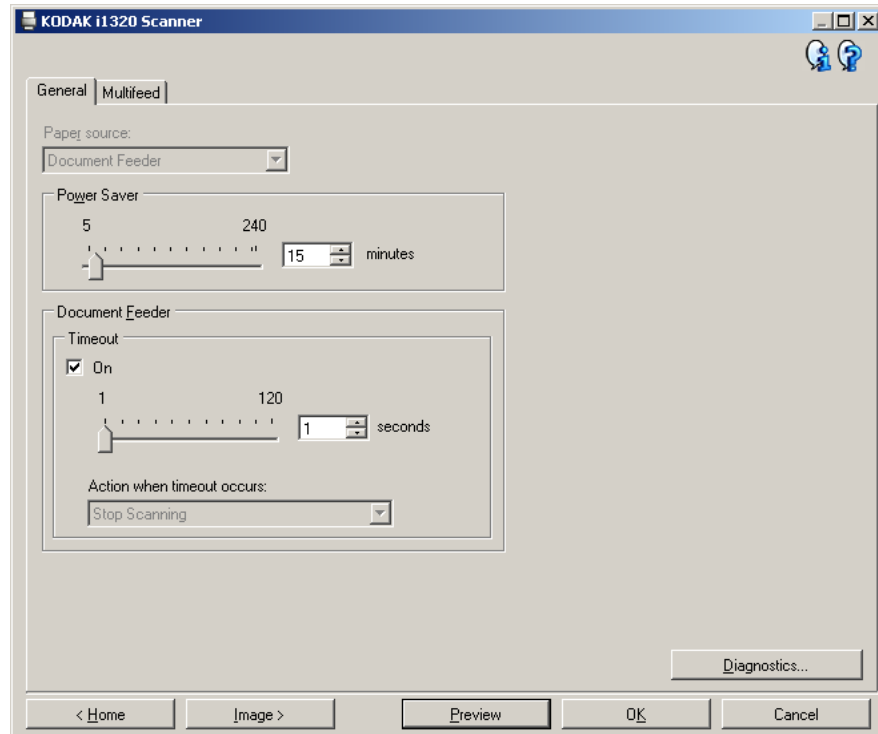 KODAK i1320 Scanner
General
Multifeed
Paper source:
Document Feeder
Power Saver
5 240
15 minutes
Document Feeder
Timeout
On
1 120
1 seconds
Action when timeout occurs:
Stop Scanning
Diagnostics...
< Home
Image >
Preview
OK
Cancel